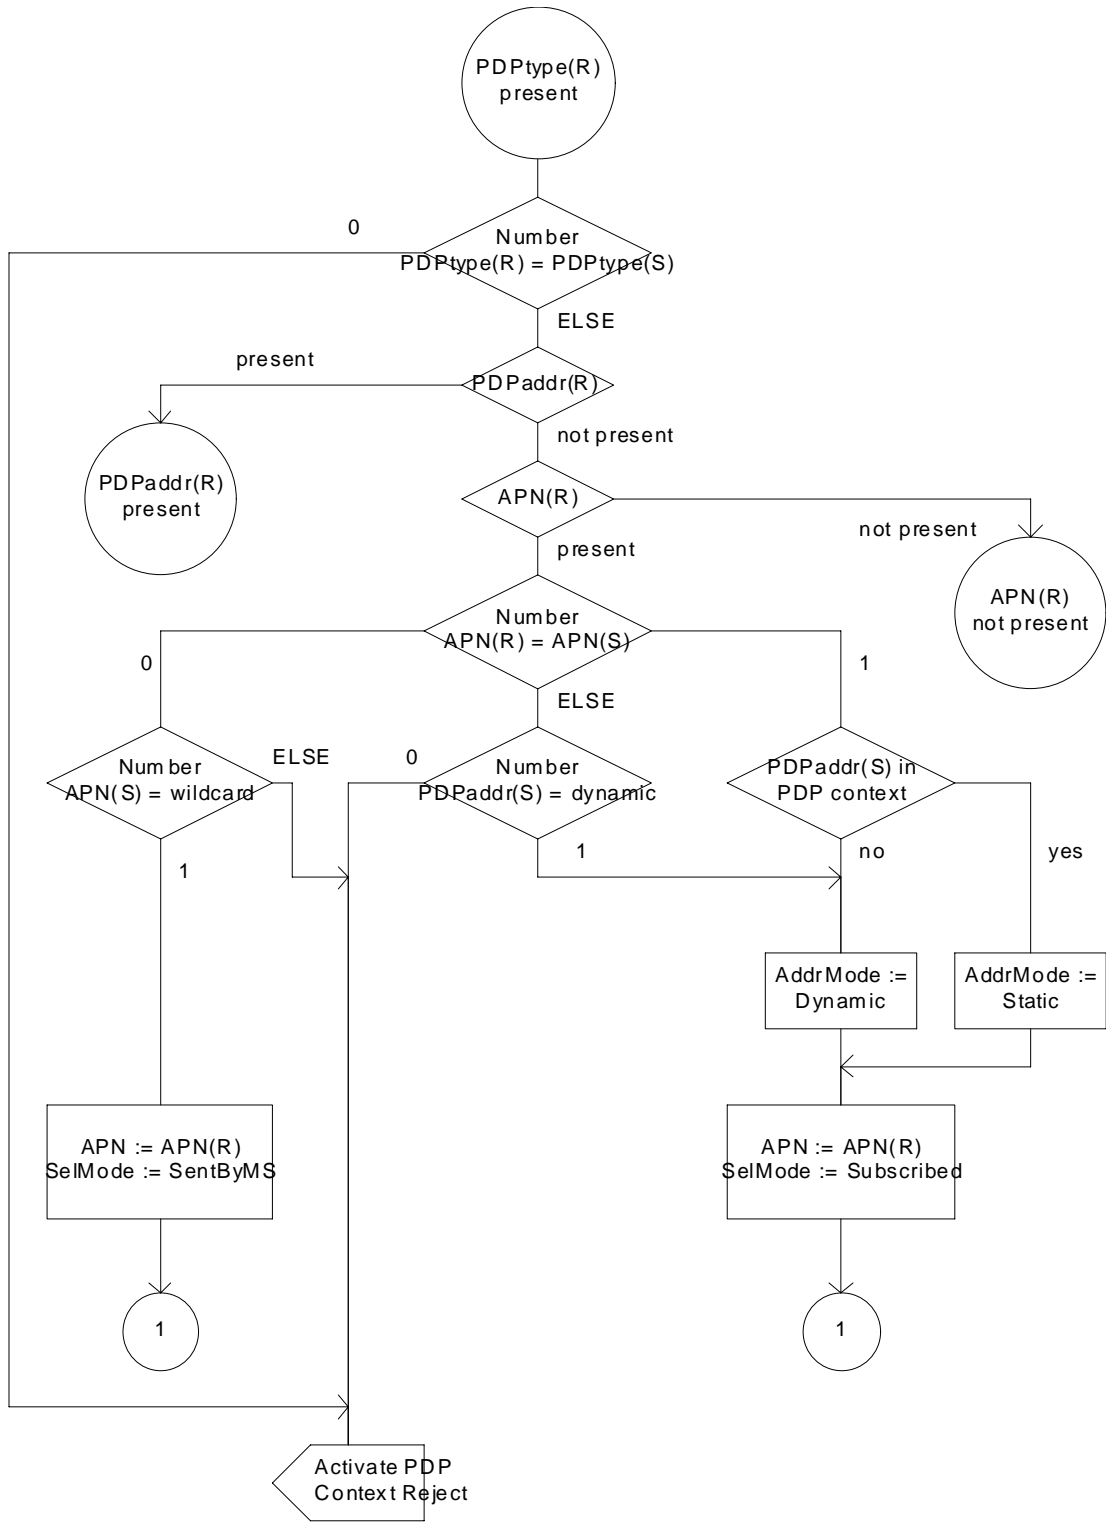 PDPtype(R)
present
0
Number
PDPtype(R) = PDPtype(S)
ELSE
present
PDPaddr(R)
not present
PDPaddr(R)
present
APN(R)
not present
present
APN(R)
not present
Number
APN(R) = APN(S)
0
1
ELSE
Number
APN(S) = wildcard
ELSE
0
Number
PDPaddr(S) = dynamic
PDPaddr(S) in
PDP context
1
1
no
yes
AddrMode :=
Dynamic
AddrMode :=
Static
APN := APN(R)
SelMode := SentByMS
APN := APN(R)
SelMode := Subscribed
1
1
Activate PDP
Context Reject